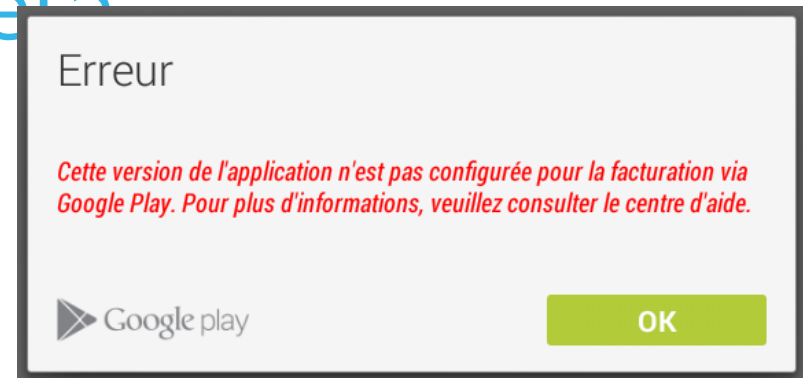 Erreur
Cette version de l'application n'est pas configurée pour la facturation via
Google Play. Pour plus d'informations, veuillez consulter le centre d'aide.
Google play
OK